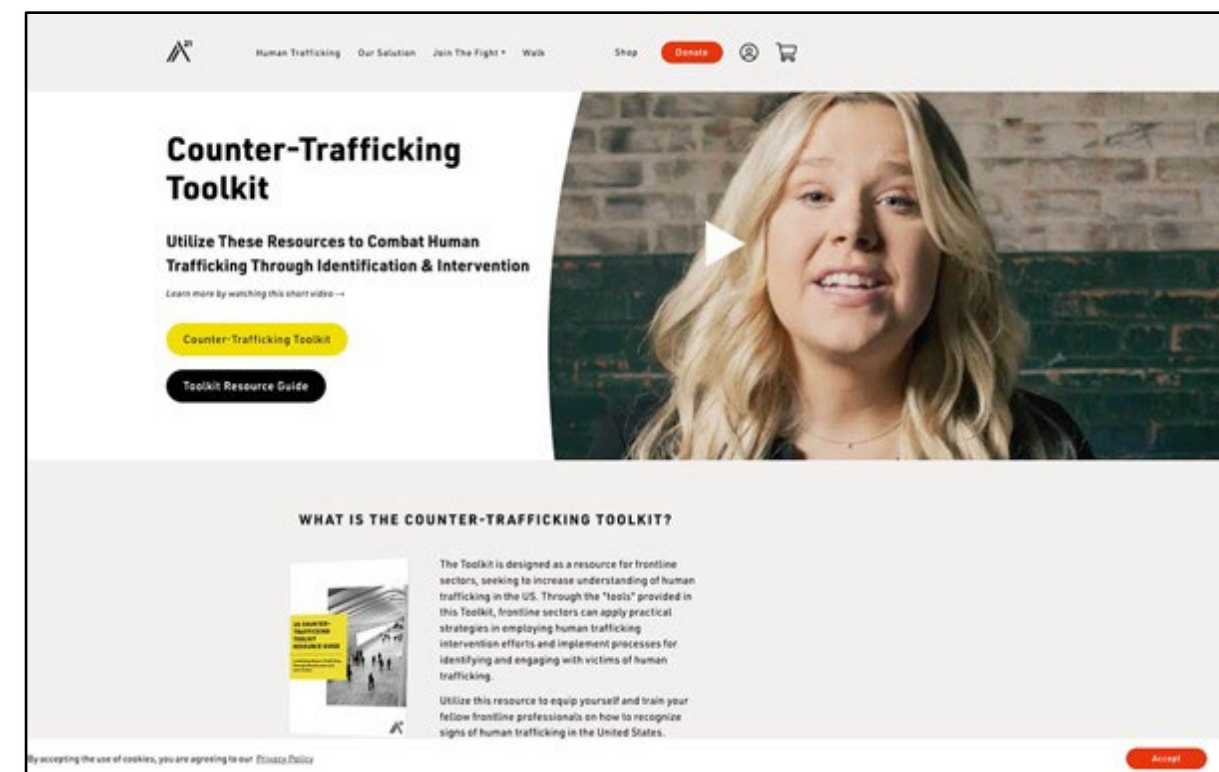 21
Human Trafficking Our Solution Join The Fight Walk Shop Donate
Counter-Trafficking
Toolkit
Utilize These Resources to Combat Human
Trafficking Through Identification & Intervention
Learn more by watching this short video →
Counter-Trafficking Toolkit
Toolkit Resource Guide
WHAT IS THE COUNTER-TRAFFICKING TOOLKIT?
The Toolkit is designed as a resource for frontline
sectors, seeking to increase understanding of human
trafficking in the US. Through the "tools" provided in
this Toolkit, frontline sectors can apply practical
strategies in employing human trafficking
intervention efforts and implement processes for
identifying and engaging with victims of human
trafficking.
Utilize this resource to equip yourself and train your
fellow frontline professionals on how to recognize
signs of human trafficking in the United States.
US COUNTER-
TRAFFICKING
TOOLKIT
RESOURCE GUIDE
By accepting the use of cookies, you are agreeing to our Privacy Policy
Accept